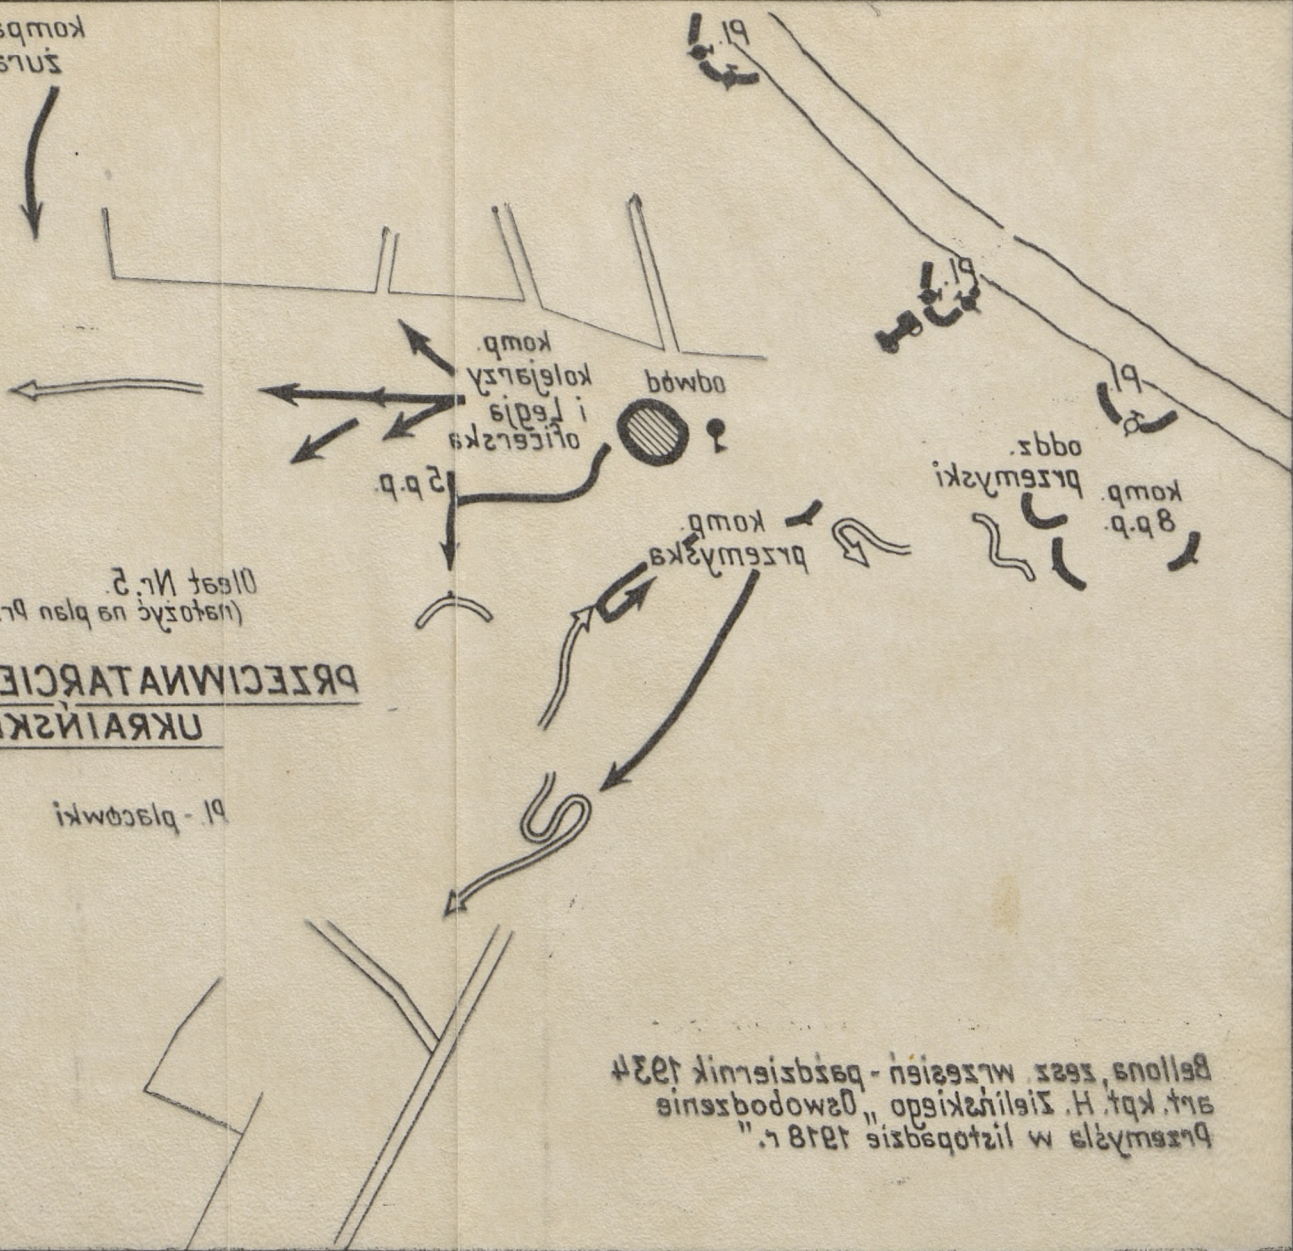 kompa
żura
Pl.
Pl.
Pl.
komp.
kolejarzy
i Legja
oficerska
odwód
5 p.p.
oddz.
przemyski
komp.
8 p.p.
komp.
przemyska
Oleat Nr. 5.
(nałożyć na plan Prz
PRZECIWNATARCIE
UKRAIŃSKI
Pl. - placówki
Bellona, zesz. wrzesień - październik 1934
art. kpt. H. Zielińskiego „Oswobodzenie
Przemyśla w listopadzie 1918 r."